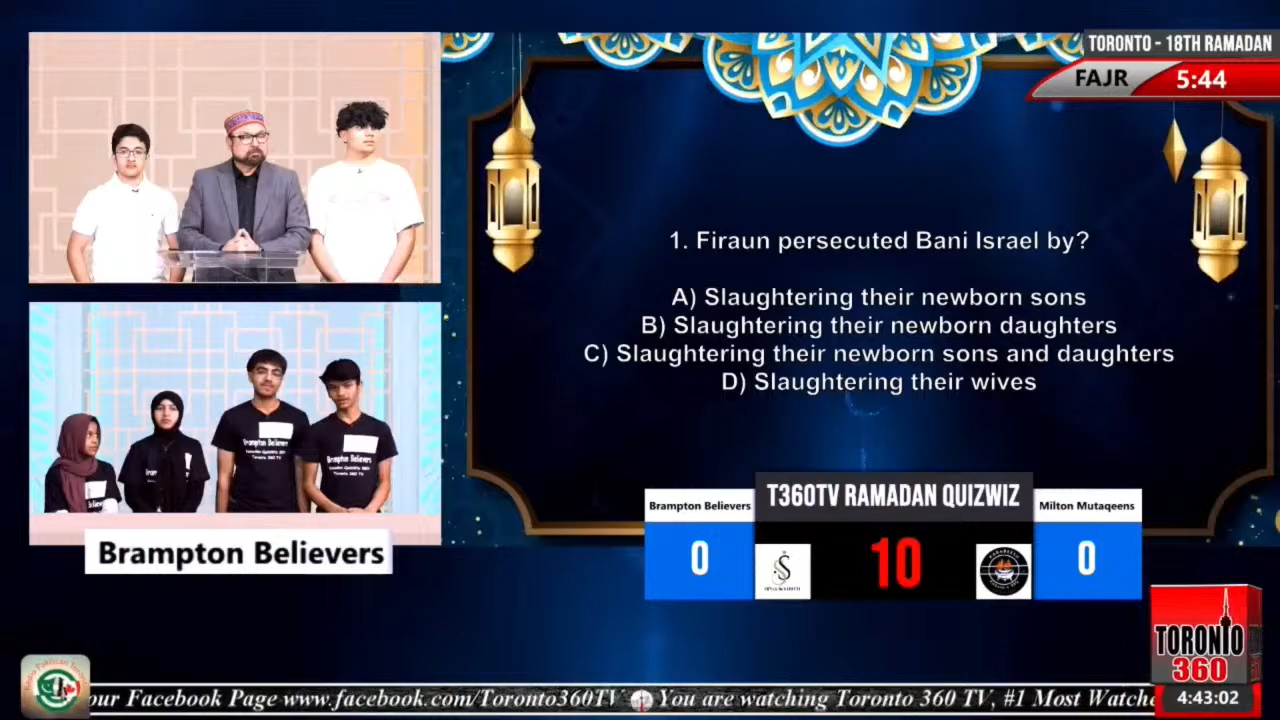 TORONTO - 18TH RAMADAN
FAJR 5:44
1. Firaun persecuted Bani Israel by?
A) Slaughtering their newborn sons
B) Slaughtering their newborn daughters
C) Slaughtering their newborn sons and daughters
D) Slaughtering their wives
Brampton Believers
Brampton Believers
Brampton Believers
T360TV RAMADAN QUIZWIZ
Brampton Believers
Milton Mutaqeens
0
10
0
TORONTO
360
4:43:02
our Facebook Page-www.facebook.com/Toronto360TV You are watching Toronto 360 TV, #1 Most Watche